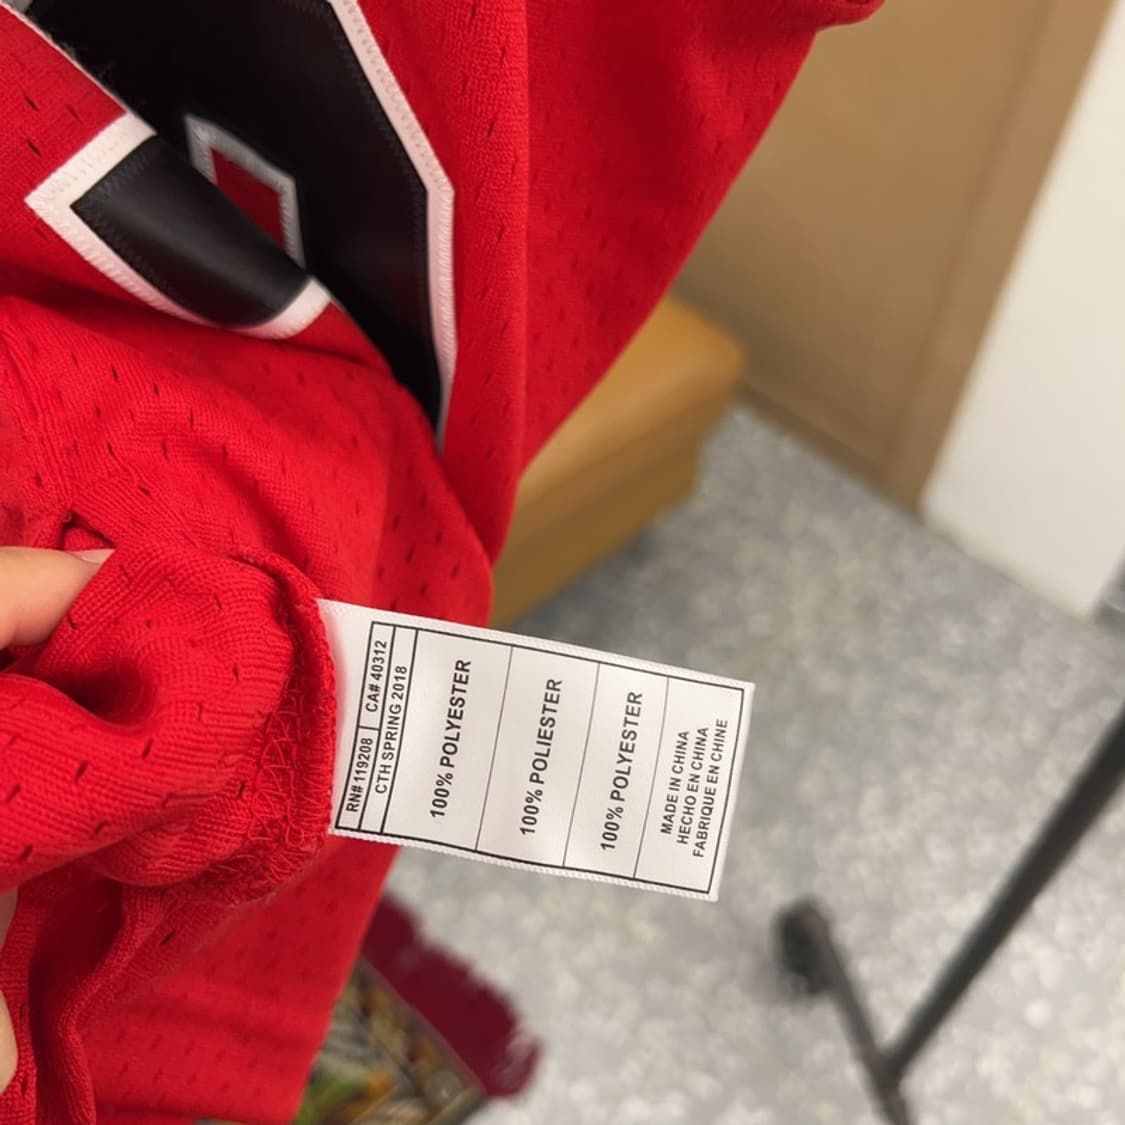 RN# 119208 CA# 40312
CTH SPRING 2018
100% POLYESTER
100% POLIESTER
100% POLYESTER
MADE IN CHINA
HECHO EN CHINA
FABRIQUE EN CHINE